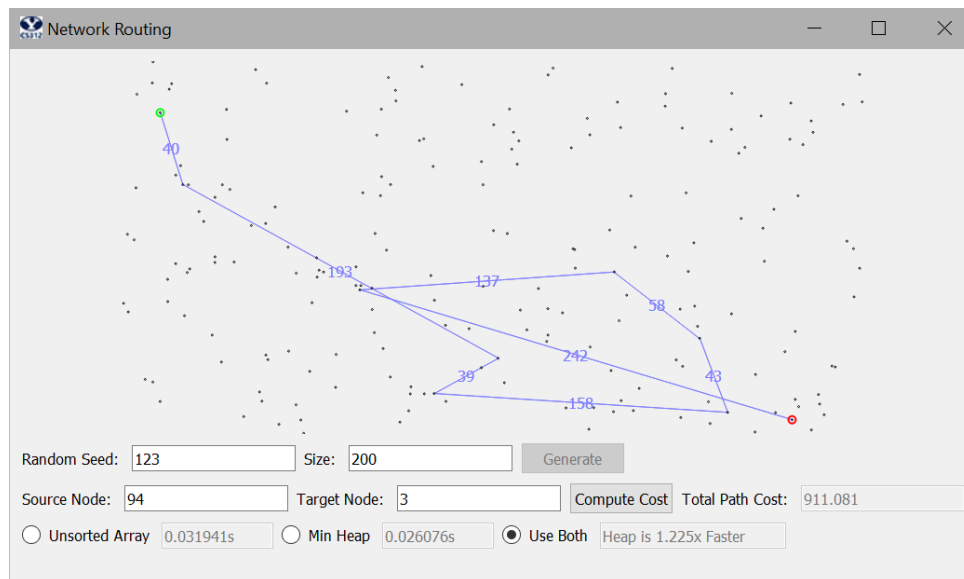 CS312 Network Routing
40
193
137
58
242
39
43
158
Random Seed: 123 Size: 200 Generate
Source Node: 94 Target Node: 3 Compute Cost Total Path Cost: 911.081
Unsorted Array 0.031941s Min Heap 0.026076s Use Both Heap is 1.225x Faster